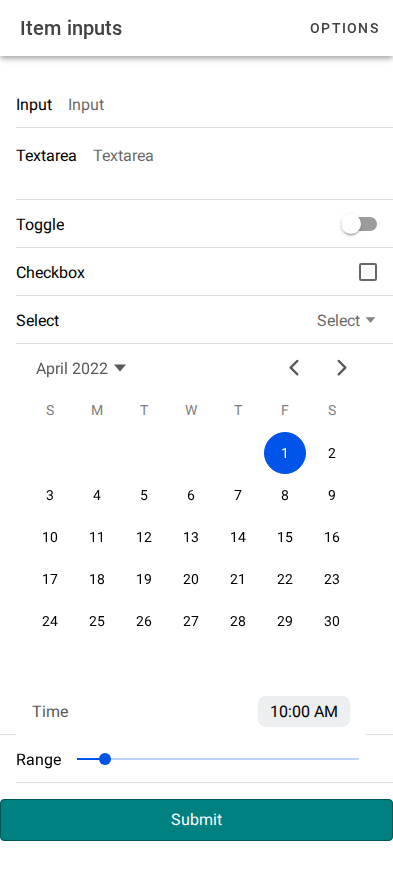 Item inputs OPTIONS
Input Input
Textarea Textarea
Toggle
Checkbox
Select Select
April 2022
S M T W T F S
1 2
3 4 5 6 7 8 9
10 11 12 13 14 15 16
17 18 19 20 21 22 23
24 25 26 27 28 29 30
Time 10:00 AM
Range
Submit